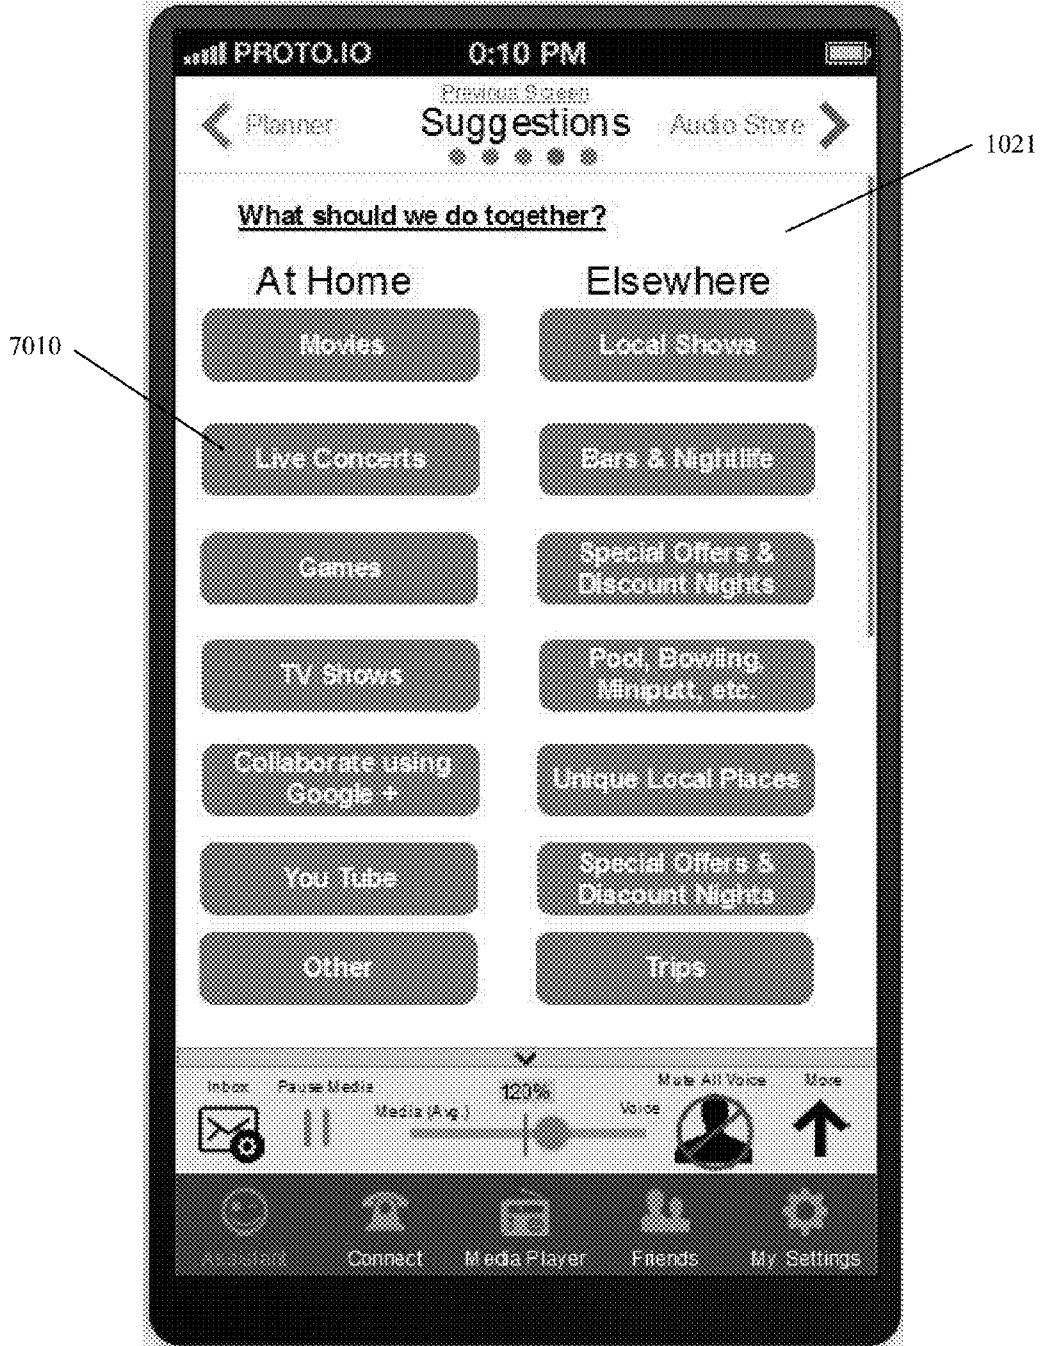 PROTO.IO 0:10 PM
Previous Screen
Planner Suggestions Audio Store
1021
What should we do together?
At Home Elsewhere
7010
Movies Local Shows
Live Concerts Bars & Nightlife
Games Special Offers &
Discount Nights
TV Shows Pool, Bowling,
Miniputt, etc.
Collaborate using
Google +
Unique Local Places
You Tube Special Offers &
Discount Nights
Other Trips
Inbox Pause Media 123% Mute All Voice More
Media (Avg.) Voice
Assistant Connect Media Player Friends My Settings